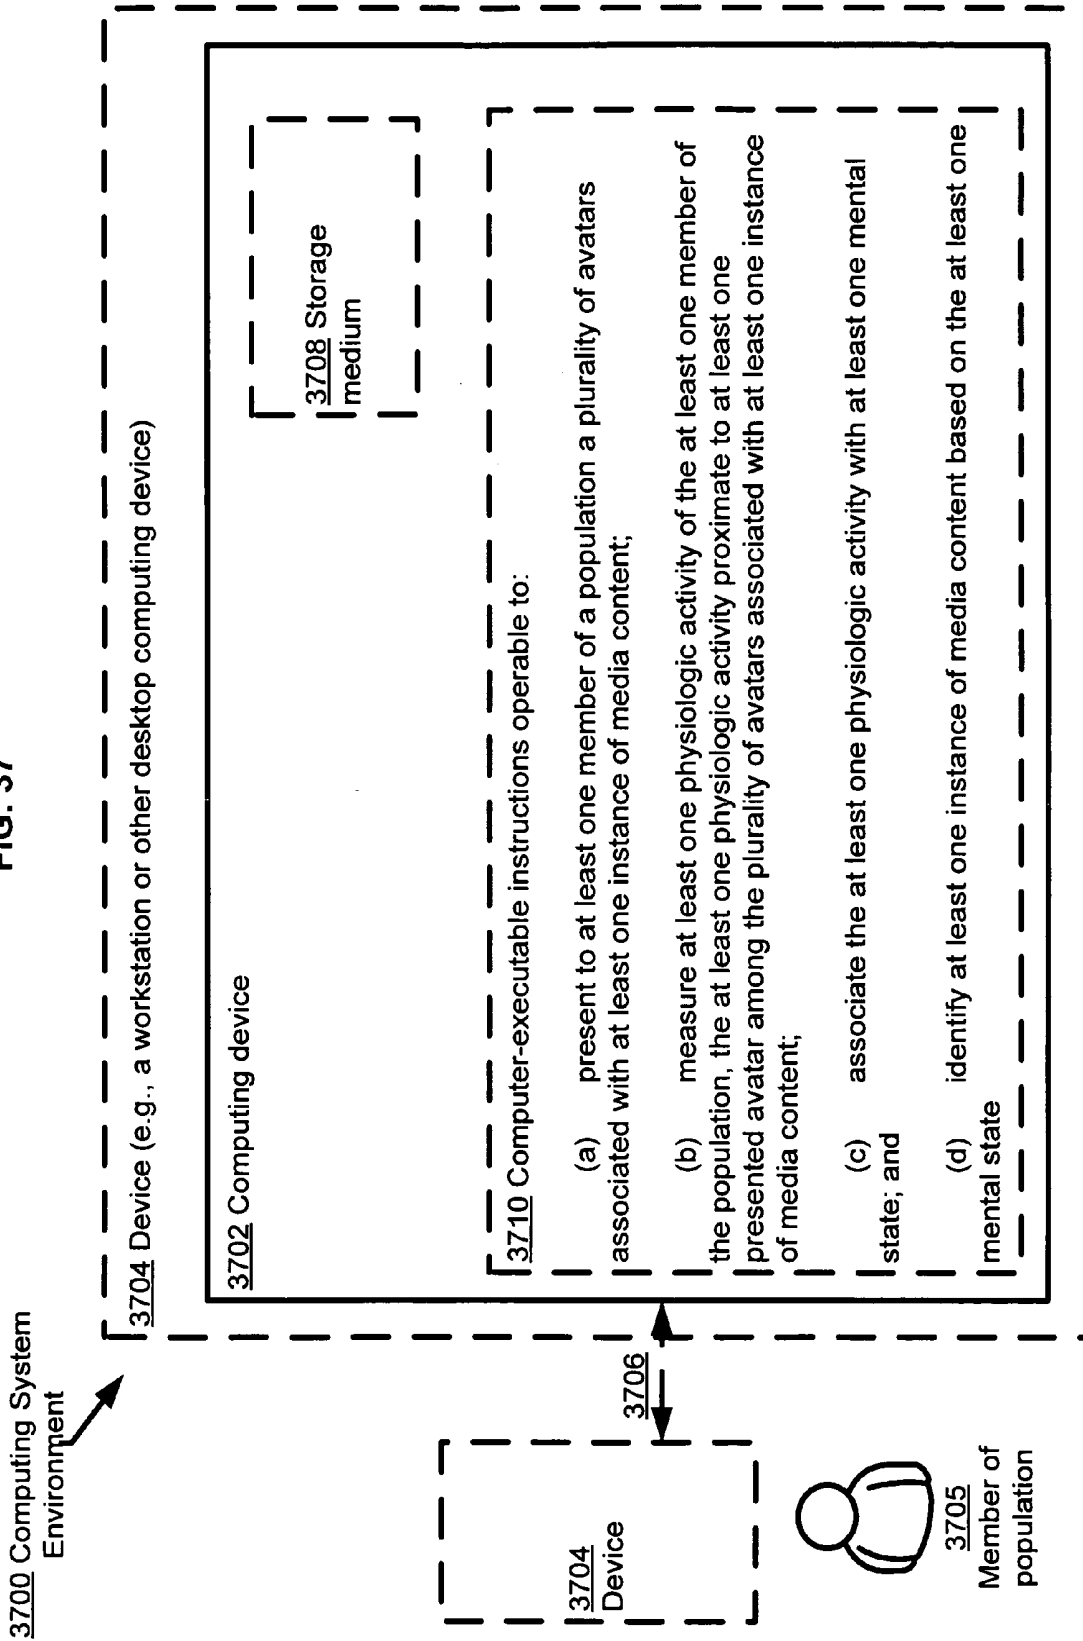 FIG. 37
3700 Computing System
Environment
3704 Device (e.g., a workstation or other desktop computing device)
3702 Computing device
3708 Storage
medium
3710 Computer-executable instructions operable to:
(a) present to at least one member of a population a plurality of avatars
associated with at least one instance of media content;
(b) measure at least one physiologic activity of the at least one member of
the population, the at least one physiologic activity proximate to at least one
presented avatar among the plurality of avatars associated with at least one instance
of media content;
(c) associate the at least one physiologic activity with at least one mental
state; and
(d) identify at least one instance of media content based on the at least one
mental state
3706
3704
Device
3705
Member of
population